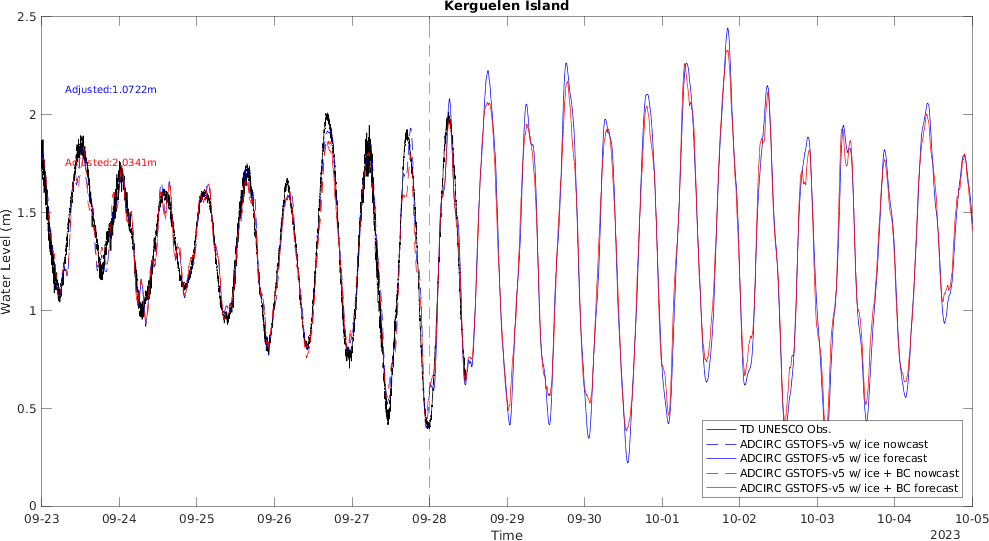 Kerguelen Island
2.5
2
1.5
1
0.5
0
Water Level (m)
Adjusted:1.0722m
Adjusted:2.0341m
TD UNESCO Obs.
ADCIRC GSTOFS-v5 w/ ice nowcast
ADCIRC GSTOFS-v5 w/ ice forecast
ADCIRC GSTOFS-v5 w/ ice + BC nowcast
ADCIRC GSTOFS-v5 w/ ice + BC forecast
09-23 09-24 09-25 09-26 09-27 09-28 09-29 09-30 10-01 10-02 10-03 10-04 10-05
Time
2023